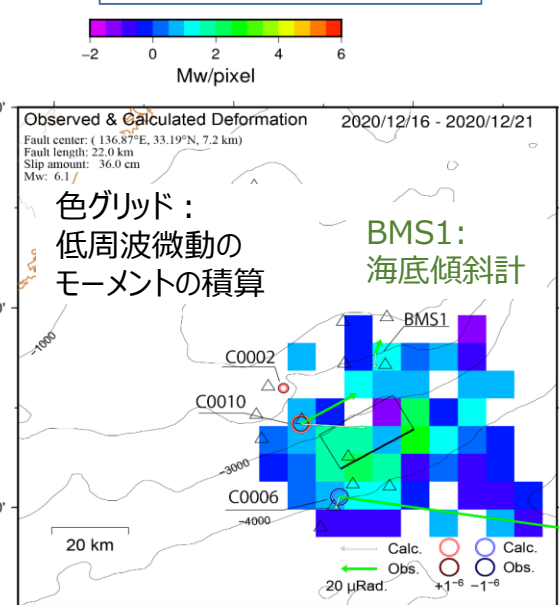 -2 0 2 4 6
Mw/pixel
Observed & Calculated Deformation 2020/12/16 - 2020/12/21
Fault center: ( 136.87°E, 33.19°N, 7.2 km)
Fault length: 22.0 km
Slip amount: 36.0 cm
Mw: 6.1
色グリッド：
低周波微動の
モーメントの積算
BMS1:
海底傾斜計
BMS1
-1000
C0002
C0010
-3000
C0006
-4000
20 km
Calc. Calc.
Obs. Obs.
20 μRad. +1⁻⁶ −1⁻⁶